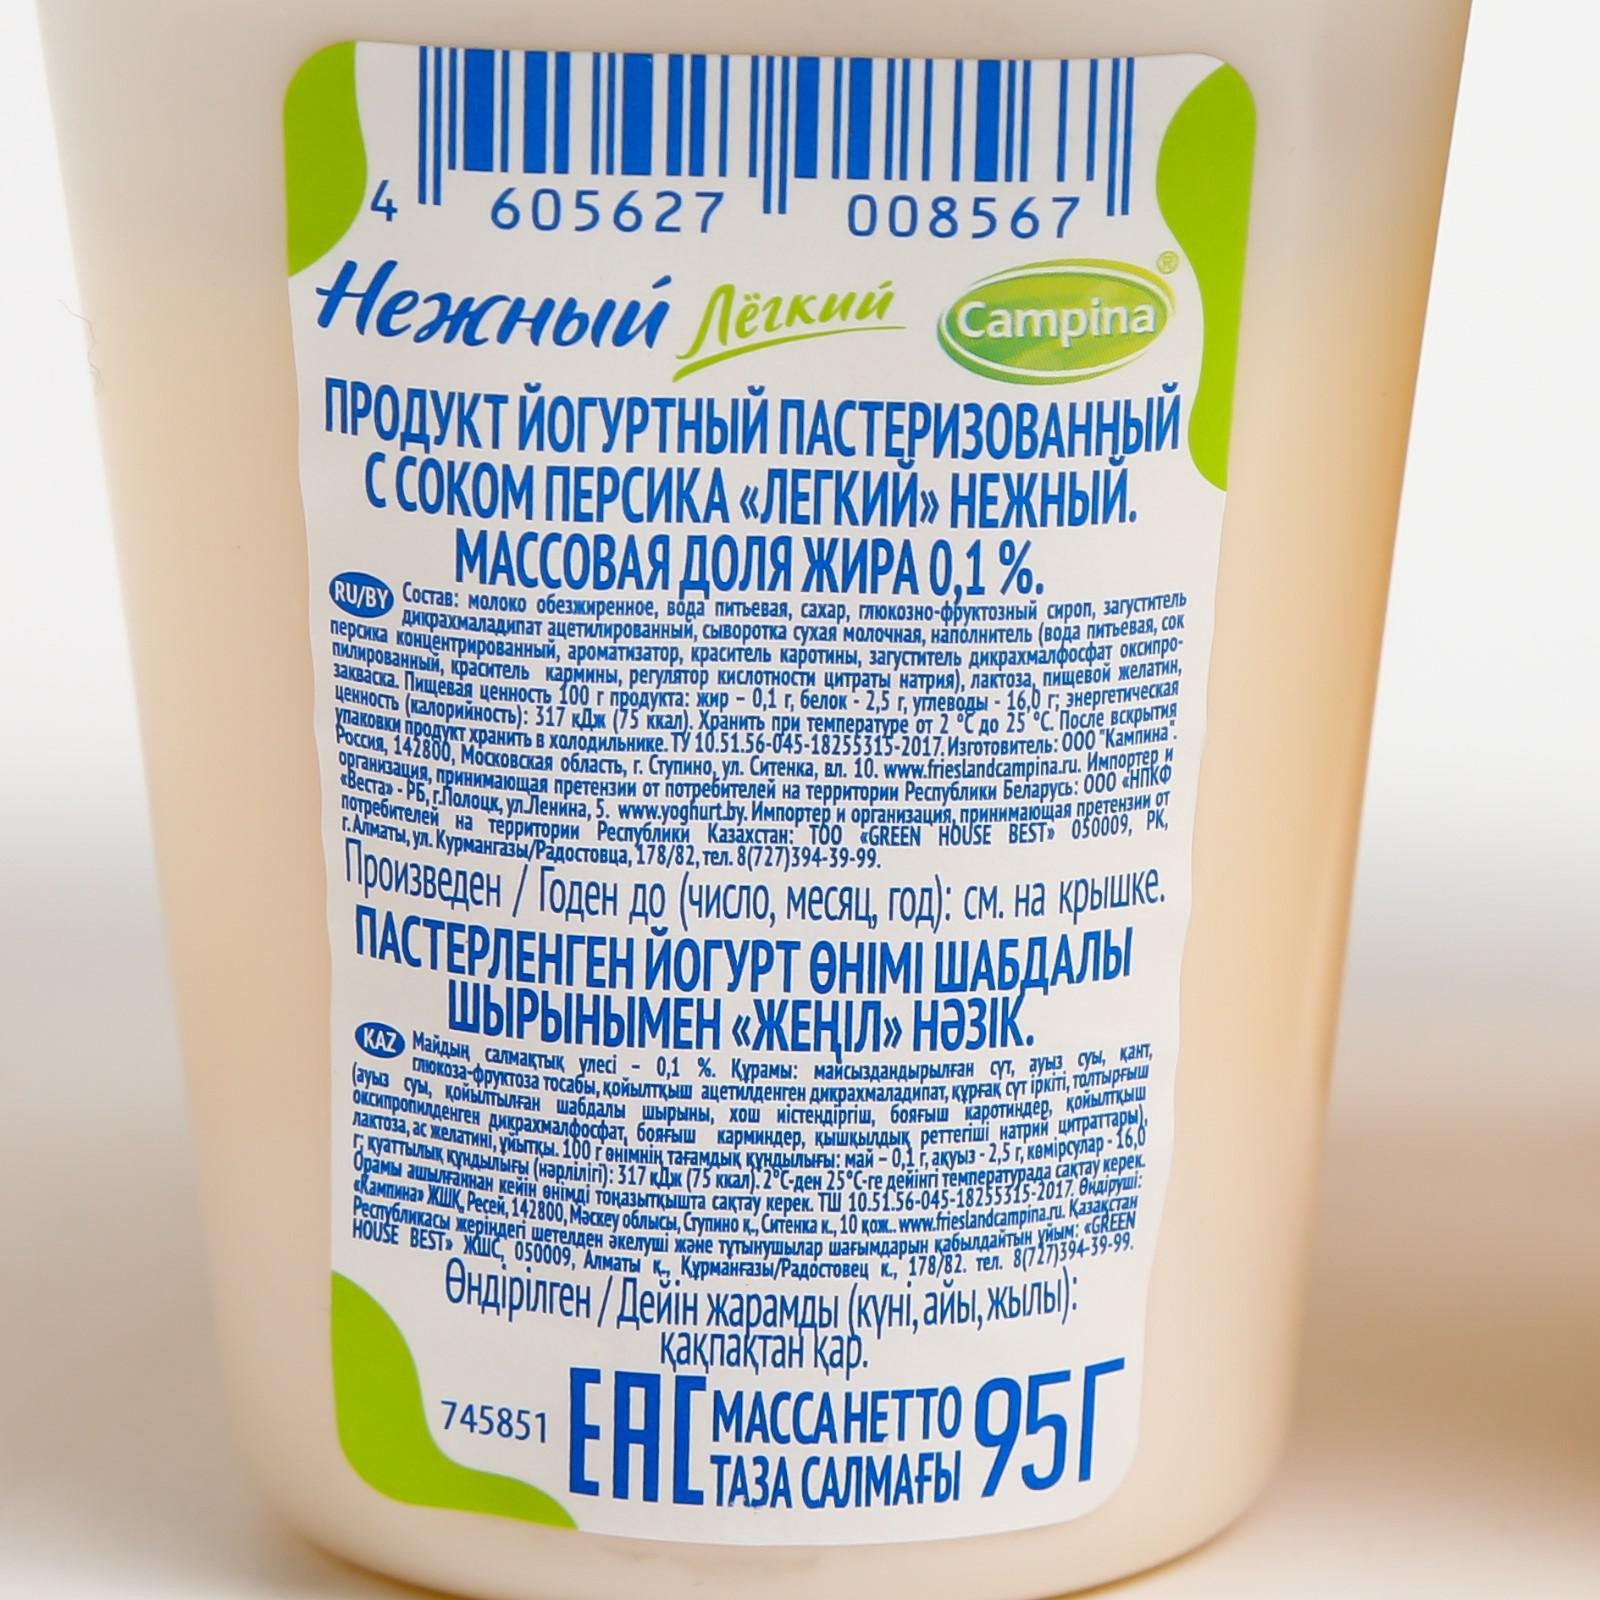 4 605627 008567
Нежный Лёгкий Campina ®
ПРОДУКТ ЙОГУРТНЫЙ ПАСТЕРИЗОВАННЫЙ
С СОКОМ ПЕРСИКА «ЛЕГКИЙ» НЕЖНЫЙ.
МАССОВАЯ ДОЛЯ ЖИРА 0,1 %.
RU/BY Состав: молоко обезжиренное, вода питьевая, сахар, глюкозно-фруктозный сироп, загуститель
дикрахмаладипат ацетилированный, сыворотка сухая молочная, наполнитель (вода питьевая, сок
персика концентрированный, ароматизатор, краситель каротины, загуститель дикрахмалфосфат оксипро-
пилированный, краситель кармины, регулятор кислотности цитраты натрия), лактоза, пищевой желатин,
закваска. Пищевая ценность 100 г продукта: жир – 0,1 г, белок - 2,5 г, углеводы - 16,0 г; энергетическая
ценность (калорийность): 317 кДж (75 ккал). Хранить при температуре от 2 °С до 25 °С. После вскрытия
упаковки продукт хранить в холодильнике. ТУ 10.51.56-045-18255315-2017. Изготовитель: ООО "Кампина".
Россия, 142800, Московская область, г. Ступино, ул. Ситенка, вл. 10. www.frieslandcampina.ru. Импортер и
организация, принимающая претензии от потребителей на территории Республики Беларусь: ООО «НПКФ
«Веста» - РБ, г.Полоцк, ул.Ленина, 5. www.yoghurt.by. Импортер и организация, принимающая претензии от
потребителей на территории Республики Казахстан: ТОО «GREEN HOUSE BEST» 050009, РК,
г.Алматы, ул. Курмангазы/Радостовца, 178/82, тел. 8(727)394-39-99.
Произведен / Годен до (число, месяц, год): см. на крышке.
ПАСТЕРЛЕНГЕН ЙОГУРТ ӨНІМІ ШАБДАЛЫ
ШЫРЫНЫМЕН «ЖЕҢІЛ» НӘЗІК.
KAZ Майдың салмақтық үлесі – 0,1 %. Құрамы: майсыздандырылған сүт, ауыз суы, қант,
глюкоза-фруктоза тосабы, қойылтқыш ацетилденген дикрахмаладипат, құрғақ сүт іркіті, толтырғыш
(ауыз суы, қойылтылған шабдалы шырыны, хош иістендіргіш, бояғыш каротиндер, қойылтқыш
оксипропилденген дикрахмалфосфат, бояғыш карминдер, қышқылдық реттегіші натрий цитраттары),
лактоза, ас желатині, ұйытқы. 100 г өнімнің тағамдық құндылығы: май – 0,1 г, ақуыз - 2,5 г, көмірсулар - 16,0
г; қуаттылық құндылығы (нәрлілігі): 317 кДж (75 ккал). 2°С-ден 25°С-ге дейінгі температурада сақтау керек.
Орамы ашылғаннан кейін өнімді тоңазытқышта сақтау керек. ТШ 10.51.56-045-18255315-2017. Өндіруші:
«Кампина» ЖШҚ, Ресей, 142800, Мәскеу облысы, Ступино қ., Ситенка к., 10 қож.. www.frieslandcampina.ru. Қазақстан
Республикасы жеріндегі шетелден әкелуші және тұтынушылар шағымдарын қабылдайтын ұйым: «GREEN
HOUSE BEST» ЖШС, 050009, Алматы қ., Құрманғазы/Радостовец к., 178/82. тел. 8(727)394-39-99.
Өндірілген / Дейін жарамды (күні, айы, жылы):
қақпақтан қар.
745851 ЕАС МАССА НЕТТО 95Г
ТАЗА САЛМАҒЫ